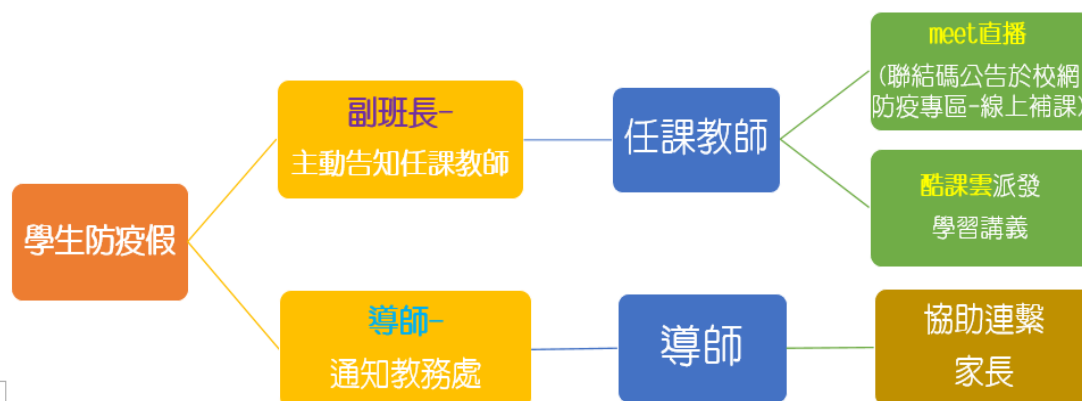 學生防疫假
副班長-
主動告知任課教師
任課教師
meet直播
(聯結碼公告於校網
防疫專區-線上補課)
酷課雲派發
學習講義
導師-
通知教務處
導師
協助連繫
家長